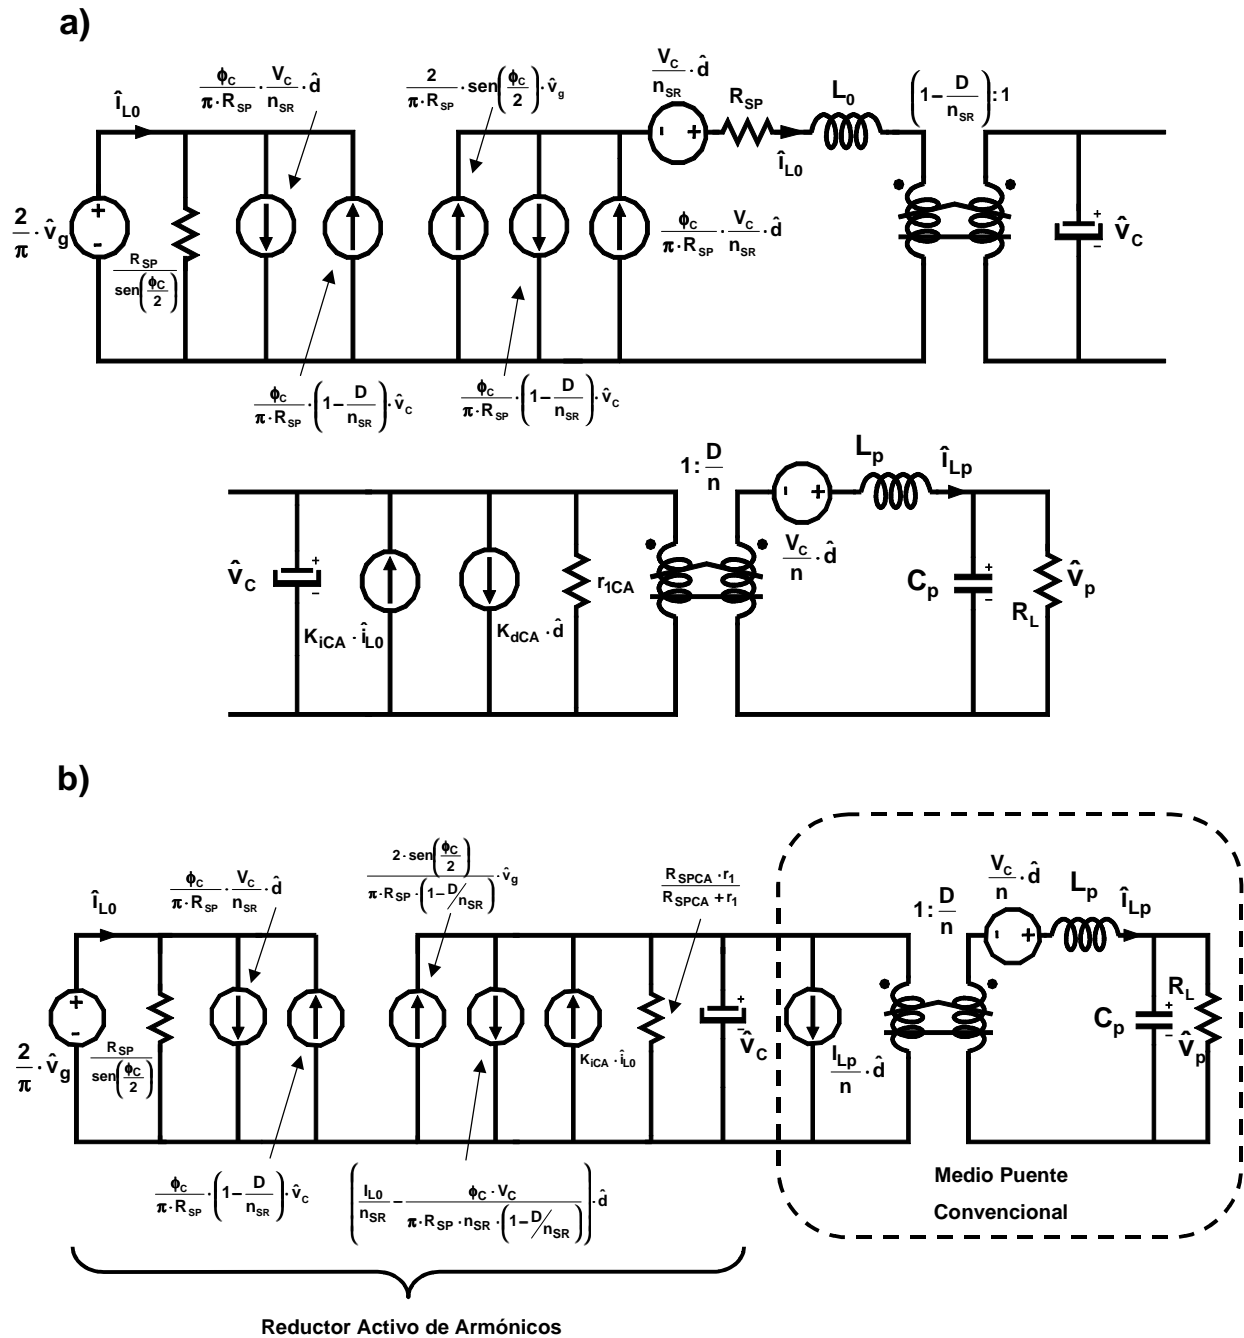 a)
î_L0
ϕ_C/(π·R_SP) · V_C/n_SR · d̂
2/(π·R_SP) · sen(ϕ_C/2) · v̂_g
V_C/n_SR · d̂
R_SP
L_0
(1 − D/n_SR) : 1
î_L0
+
-
2/π · v̂_g
R_SP/sen(ϕ_C/2)
- +
ϕ_C/(π·R_SP) · V_C/n_SR · d̂
+
−
v̂_C
ϕ_C/(π·R_SP) · (1 − D/n_SR) · v̂_C
ϕ_C/(π·R_SP) · (1 − D/n_SR) · v̂_C
1 : D/n
L_p
î_Lp
- +
V_C/n · d̂
v̂_C
+
−
K_iCA · î_L0
K_dCA · d̂
r_1CA
C_p
+
−
R_L
v̂_p
b)
î_L0
ϕ_C/(π·R_SP) · V_C/n_SR · d̂
2·sen(ϕ_C/2)/(π·R_SP·(1 − D/n_SR)) · v̂_g
R_SPCA · r_1/(R_SPCA + r_1)
1 : D/n
V_C/n · d̂
L_p
î_Lp
- +
+
-
2/π · v̂_g
R_SP/sen(ϕ_C/2)
K_iCA · î_L0
+
−
v̂_C
I_Lp/n · d̂
C_p
+
−
R_L
v̂_p
ϕ_C/(π·R_SP) · (1 − D/n_SR) · v̂_C
(I_L0/n_SR − ϕ_C·V_C/(π·R_SP·n_SR·(1 − D/n_SR))) · d̂
Medio Puente
Convencional
Reductor Activo de Armónicos